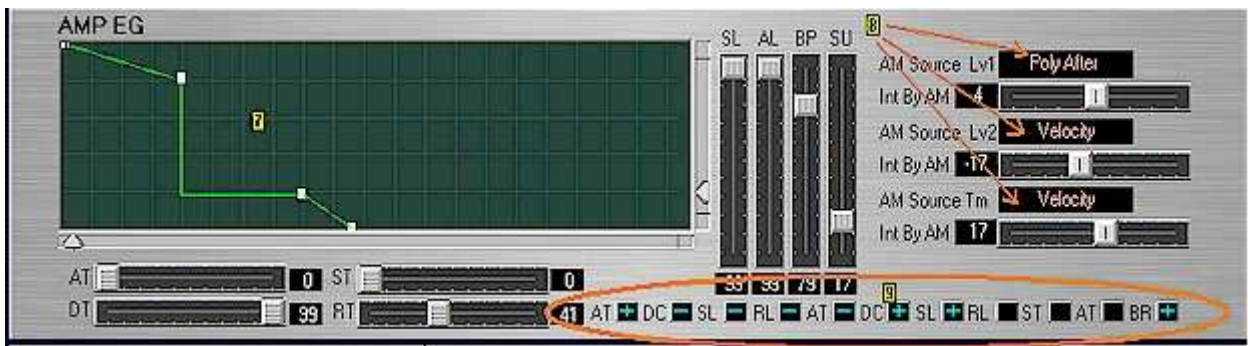 AMP EG
7
SL AL BP SU
99 99 79 17
8
AM Source Lv1 Poly After
Int By AM 4
AM Source Lv2 Velocity
Int By AM -17
AM Source Tm Velocity
Int By AM 17
AT 0 ST 0
DT 99 RT 41
9
AT + DC - SL - RL - AT - DC + SL + RL ST AT BR +